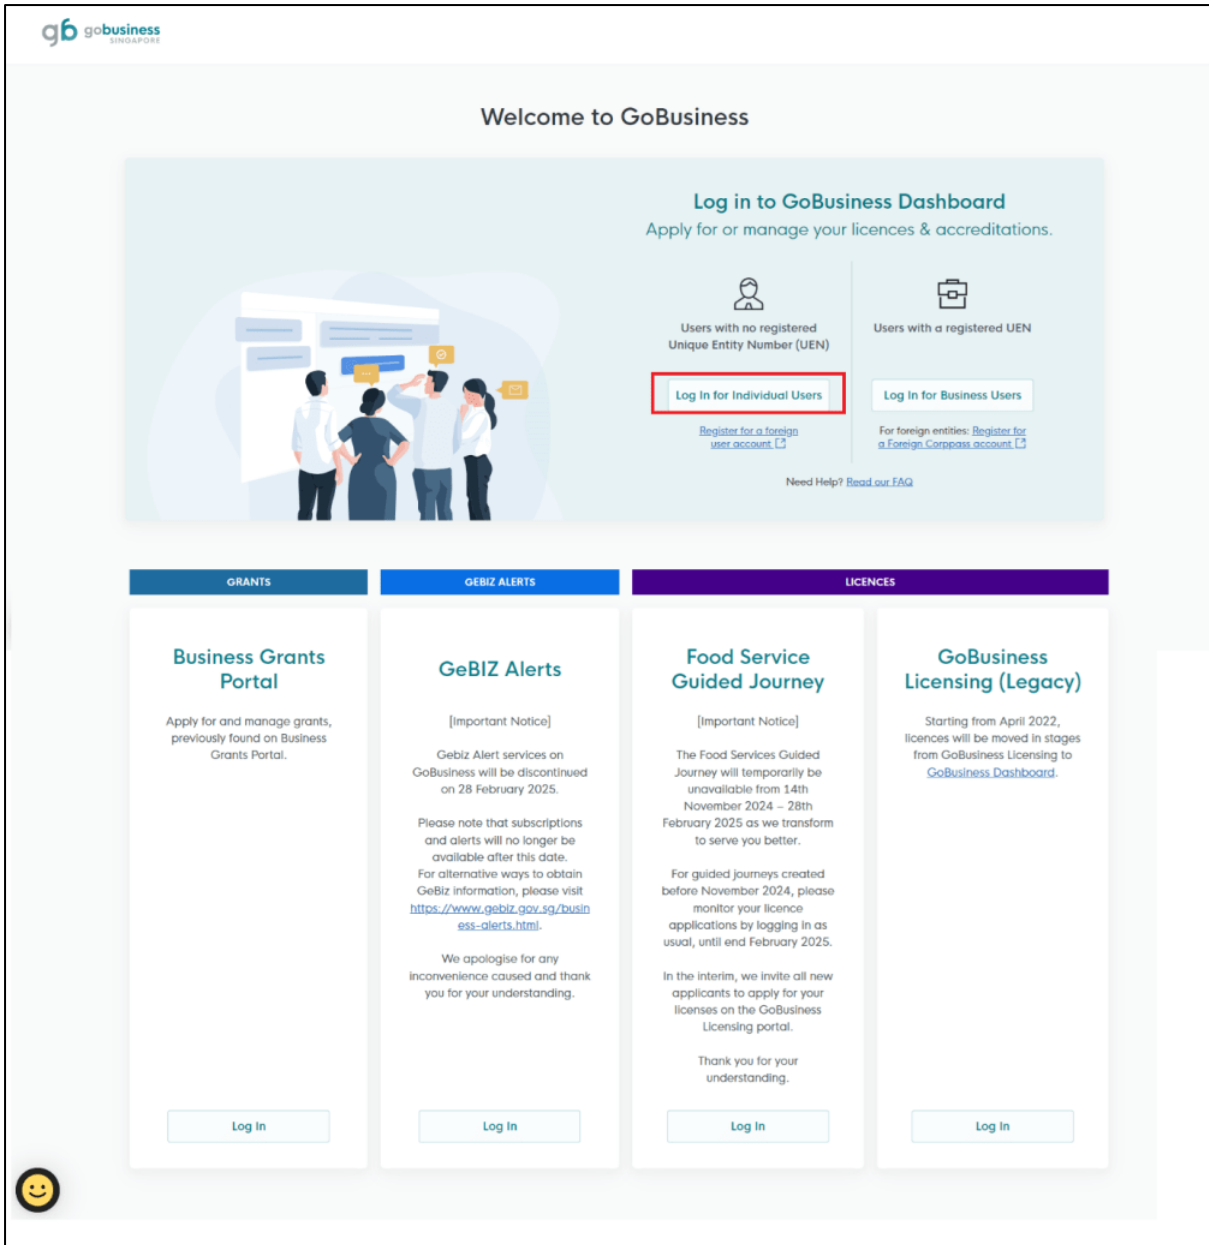 gb gobusiness
SINGAPORE
Welcome to GoBusiness
Log in to GoBusiness Dashboard
Apply for or manage your licences & accreditations.
Users with no registered
Unique Entity Number (UEN)
Log In for Individual Users
Register for a foreign
user account
Users with a registered UEN
Log In for Business Users
For foreign entities: Register for
a Foreign Corppass account
Need Help? Read our FAQ
GRANTS
Business Grants
Portal
Apply for and manage grants,
previously found on Business
Grants Portal.
Log In
GEBIZ ALERTS
GeBIZ Alerts
[Important Notice]
Gebiz Alert services on
GoBusiness will be discontinued
on 28 February 2025.
Please note that subscriptions
and alerts will no longer be
available after this date.
For alternative ways to obtain
GeBiz information, please visit
https://www.gebiz.gov.sg/busin
ess-alerts.html.
We apologise for any
inconvenience caused and thank
you for your understanding.
Log In
LICENCES
Food Service
Guided Journey
[Important Notice]
The Food Services Guided
Journey will temporarily be
unavailable from 14th
November 2024 – 28th
February 2025 as we transform
to serve you better.
For guided journeys created
before November 2024, please
monitor your licence
applications by logging in as
usual, until end February 2025.
In the interim, we invite all new
applicants to apply for your
licenses on the GoBusiness
Licensing portal.
Thank you for your
understanding.
Log In
GoBusiness
Licensing (Legacy)
Starting from April 2022,
licences will be moved in stages
from GoBusiness Licensing to
GoBusiness Dashboard.
Log In